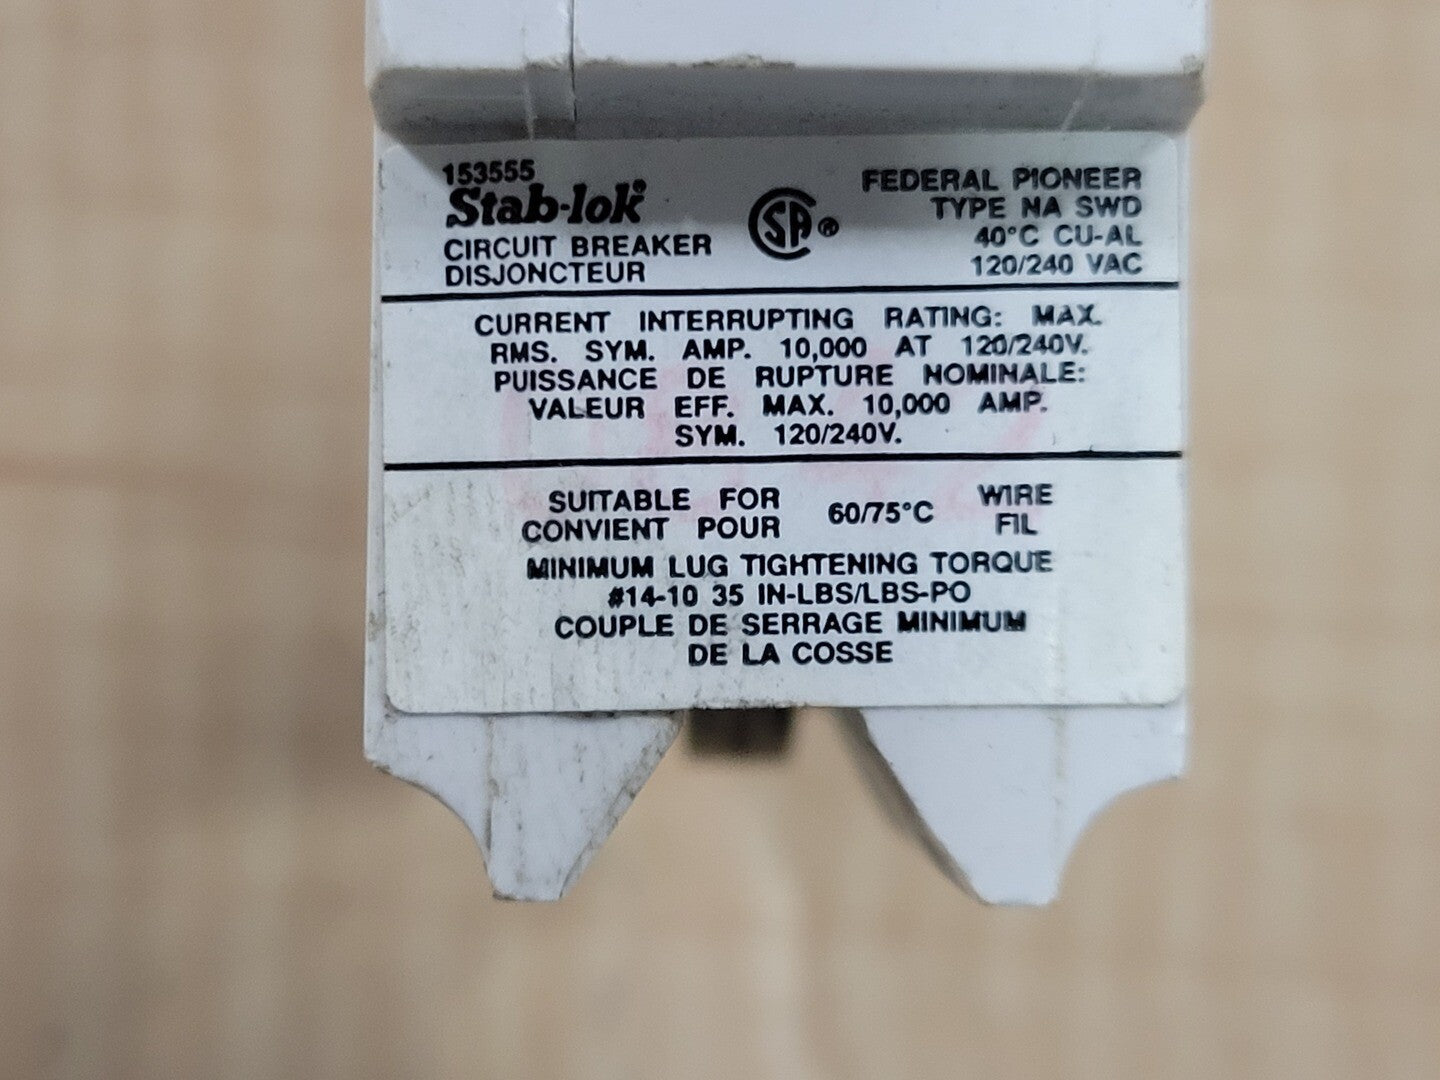 153555
Stab-lok®
CIRCUIT BREAKER
DISJONCTEUR
SA ®
FEDERAL PIONEER
TYPE NA SWD
40°C CU-AL
120/240 VAC
CURRENT INTERRUPTING RATING: MAX.
RMS. SYM. AMP. 10,000 AT 120/240V.
PUISSANCE DE RUPTURE NOMINALE:
VALEUR EFF. MAX. 10,000 AMP.
SYM. 120/240V.
SUITABLE FOR 60/75°C WIRE
CONVIENT POUR FIL
MINIMUM LUG TIGHTENING TORQUE
#14-10 35 IN-LBS/LBS-PO
COUPLE DE SERRAGE MINIMUM
DE LA COSSE